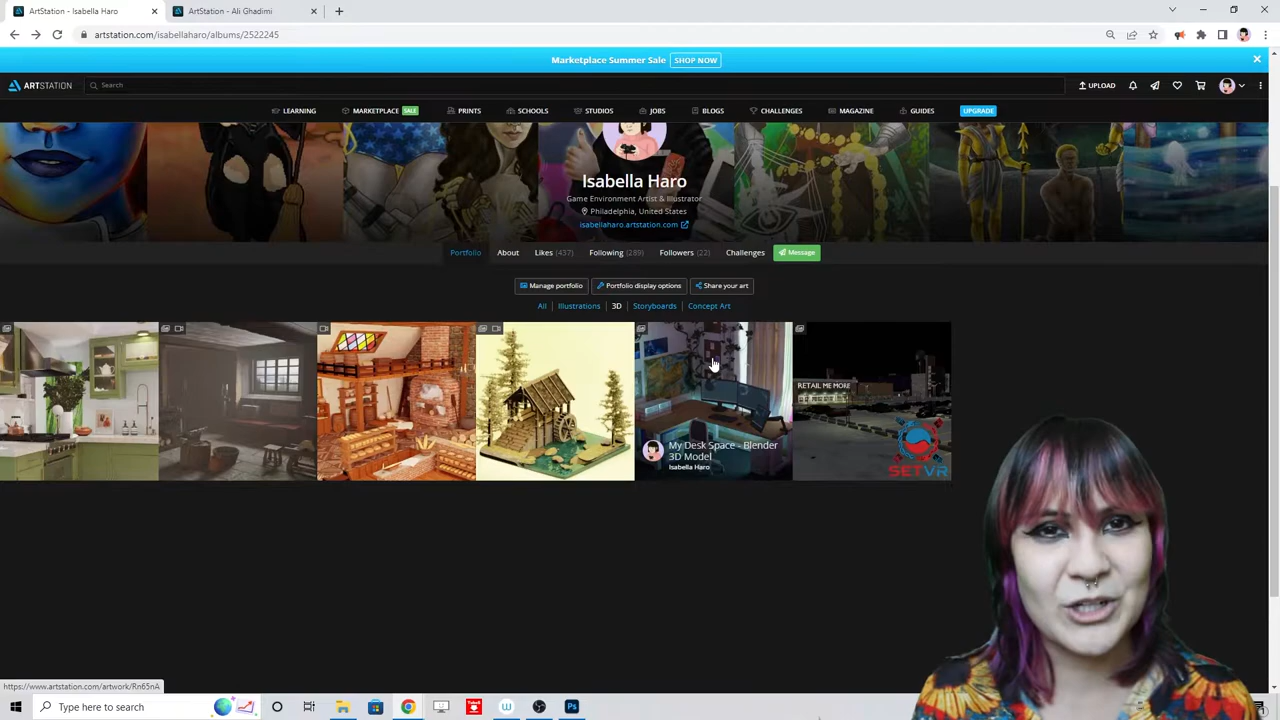 ArtStation - Isabella Haro
ArtStation - Ali Ghadimi
artstation.com/isabellaharo/albums/2522245
Marketplace Summer Sale SHOP NOW
ARTSTATION Search UPLOAD
LEARNING MARKETPLACE SALE PRINTS SCHOOLS STUDIOS JOBS BLOGS CHALLENGES MAGAZINE GUIDES UPGRADE
Isabella Haro
Game Environment Artist & Illustrator
Philadelphia, United States
isabellaharo.artstation.com
Portfolio About Likes (437) Following (289) Followers (22) Challenges Message
Manage portfolio Portfolio display options Share your art
All Illustrations 3D Storyboards Concept Art
RETAIL ME MORE
My Desk Space - Blender
3D Model
Isabella Haro
SETVR
https://www.artstation.com/artwork/Rn65nA
Type here to search